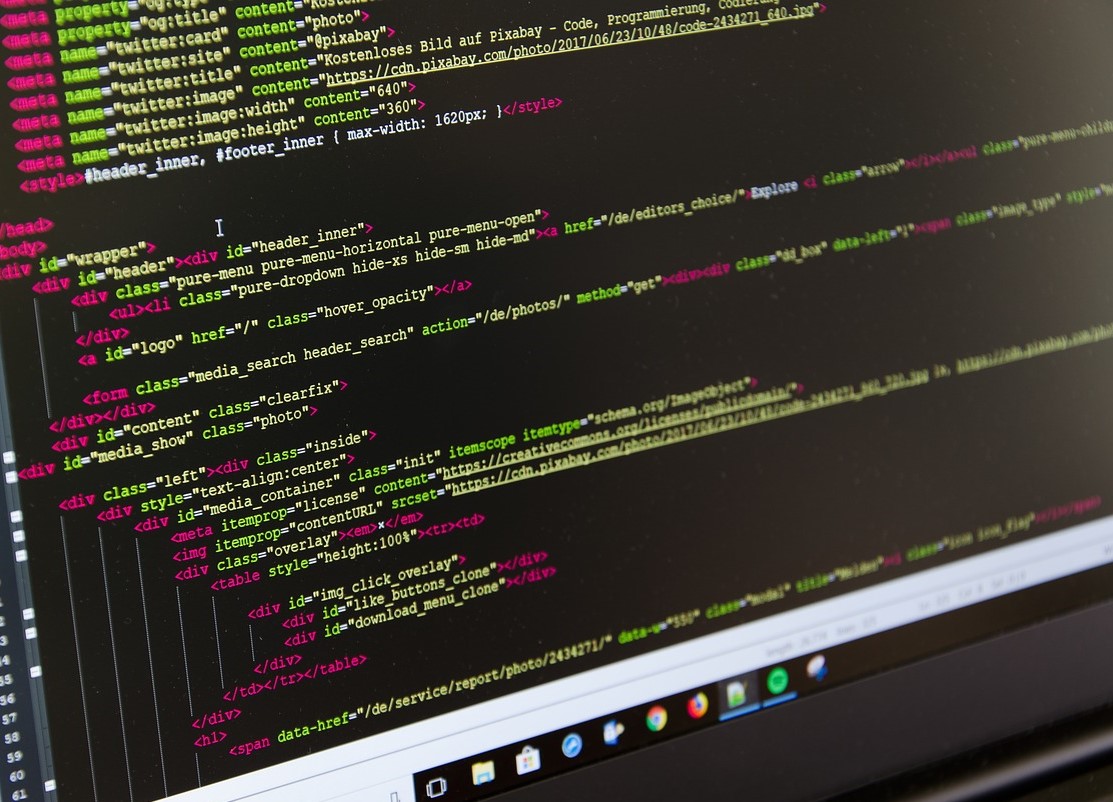 <meta property="og:type" content="Kostenl
<meta property="og:title" content="photo">
<meta name="twitter:card" content="@pixabay">
<meta name="twitter:site" content="Kostenloses Bild auf Pixabay - Code, Programmierung, Codierung
<meta name="twitter:title" content="https://cdn.pixabay.com/photo/2017/06/23/10/48/code-2434271_640.jpg">
<meta name="twitter:image" content="640">
<meta name="twitter:image:width" content="360">
<meta name="twitter:image:height"
<style>#header_inner, #footer_inner { max-width: 1620px; }</style>
/head>
body>
div id="wrapper">
<div id="header"><div id="header_inner">
<div class="pure-menu pure-menu-horizontal pure-menu-open">
<ul><li class="pure-dropdown hide-xs hide-sm hide-md"><a href="/de/editors_choice/">Explore <i class="arrow"></i></a><ul class="pure-menu-children
</div>
<a id="logo" href="/" class="hover_opacity"></a>
<form class="media_search header_search" action="/de/photos/" method="get"><div><div class="dd_box" data-left="1"><span class="image_type" style="
</div></div>
<div id="content" class="clearfix">
<div id="media_show" class="photo">
<div class="left"><div class="inside">
<div style="text-align:center">
<div id="media_container" class="init" itemscope itemtype="schema.org/ImageObject">
<meta itemprop="license" content="https://creativecommons.org/licenses/publicdomain/">
<img itemprop="contentURL" srcset="https://cdn.pixabay.com/photo/2017/06/23/10/48/code-2434271_960_720.jpg 1x, https://cdn.pixabay.com/pho
<div class="overlay"><em>×</em>
<table style="height:100%"><tr><td>
<div id="img_click_overlay">
<div id="like_buttons_clone"></div>
<div id="download_menu_clone"></div>
</div>
</td></tr></table>
</div>
<h1>
<span data-href="/de/service/report/photo/2434271/" data-w="550" class="modal" title="Melden"><i class="icon icon_flag"></i></span>
56
57
58
59
60
61